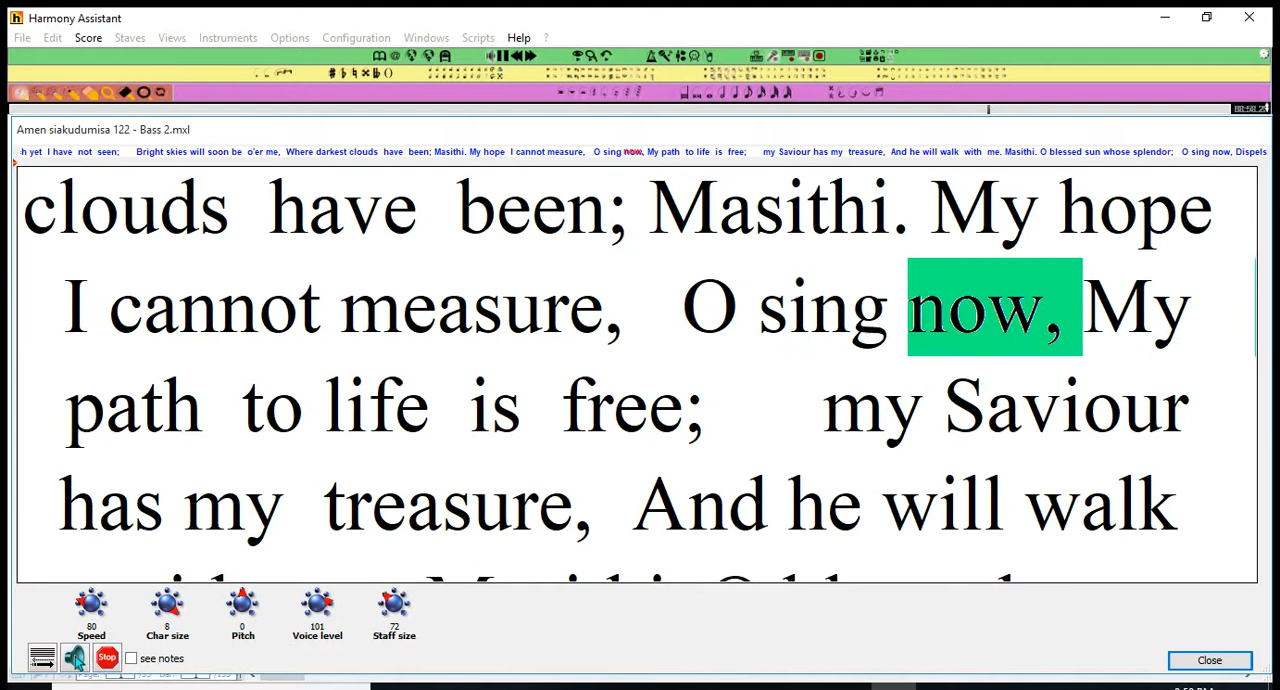 Harmony Assistant
File Edit Score Staves Views Instruments Options Configuration Windows Scripts Help ?
Amen siakudumisa 122 - Bass 2.mxl
h yet I have not seen; Bright skies will soon be o'er me, Where darkest clouds have been; Masithi. My hope I cannot measure, O sing now, My path to life is free; my Saviour has my treasure, And he will walk with me. Masithi. O blessed sun whose splendor; O sing now, Dispels
clouds have been; Masithi. My hope
I cannot measure, O sing now, My
path to life is free; my Saviour
has my treasure, And he will walk
80 8 0 101 72
Speed Char size Pitch Voice level Staff size
Stop see notes Close